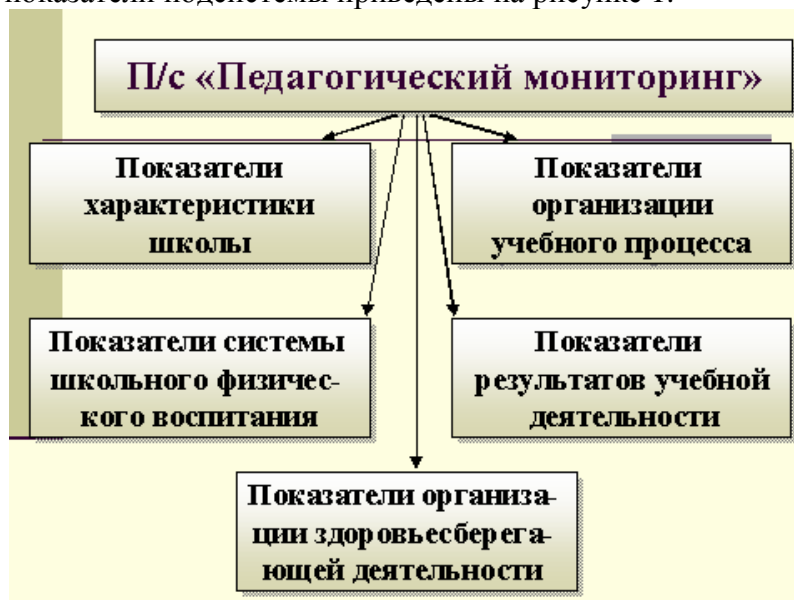 показатели подсистемы приведены на рисунке 1.
П/с «Педагогический мониторинг»
Показатели
характеристики
школы
Показатели
организации
учебного процесса
Показатели системы
школьного физичес-
кого воспитания
Показатели
результатов учебной
деятельности
Показатели организа-
ции здоровьесберега-
ющей деятельности